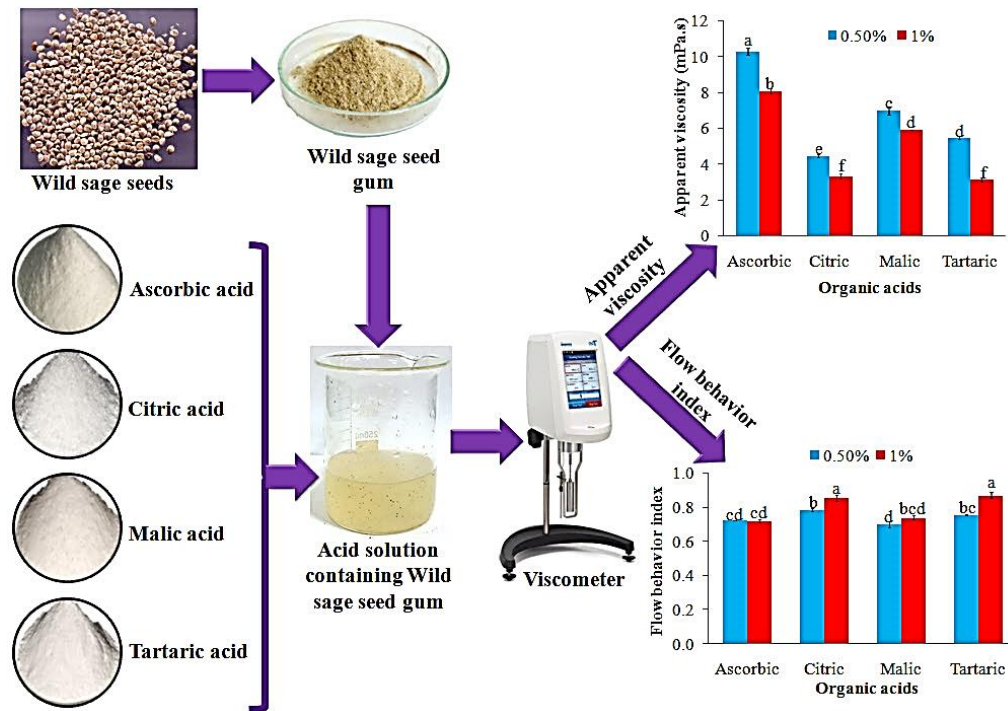 Wild sage seeds
Wild sage seed
gum
Ascorbic acid
Citric acid
Malic acid
Tartaric acid
250ml
Acid solution
containing Wild
sage seed gum
Viscometer
Apparent
viscosity
Flow behavior
index
Apparent viscosity (mPa.s)
12
10
8
6
4
2
0
0.50% 1%
a
b
e
f
c
d
d
f
Ascorbic Citric Malic Tartaric
Organic acids
Flow behavior index
1.0
0.8
0.6
0.4
0.2
0.0
0.50% 1%
cd cd
b
a
d
bcd
bc
a
Ascorbic Citric Malic Tartaric
Organic acids